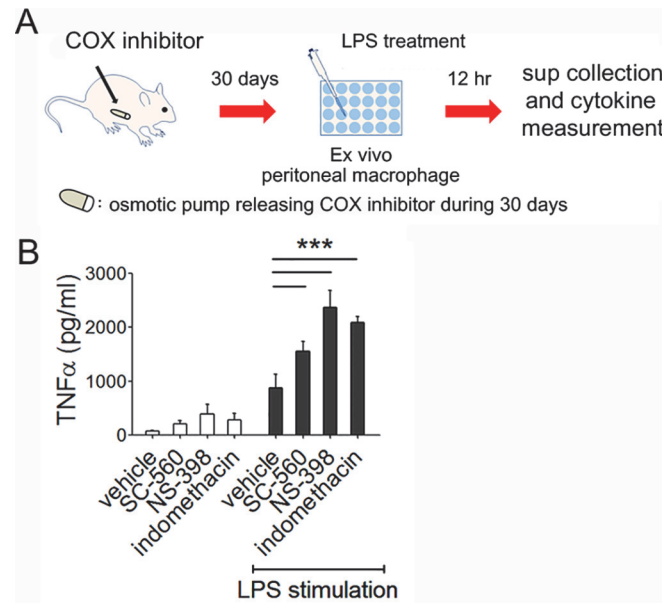 A
COX inhibitor
30 days
LPS treatment
12 hr
sup collection
and cytokine
measurement
Ex vivo
peritoneal macrophage
: osmotic pump releasing COX inhibitor during 30 days
B
***
TNFα (pg/ml)
3000
2000
1000
0
vehicle
SC-560
NS-398
indomethacin
vehicle
SC-560
NS-398
indomethacin
LPS stimulation